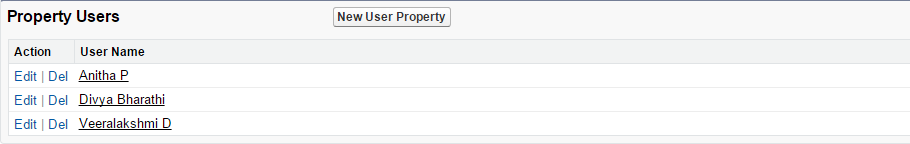 Property Users New User Property
Action User Name
Edit | Del Anitha P
Edit | Del Divya Bharathi
Edit | Del Veeralakshmi D